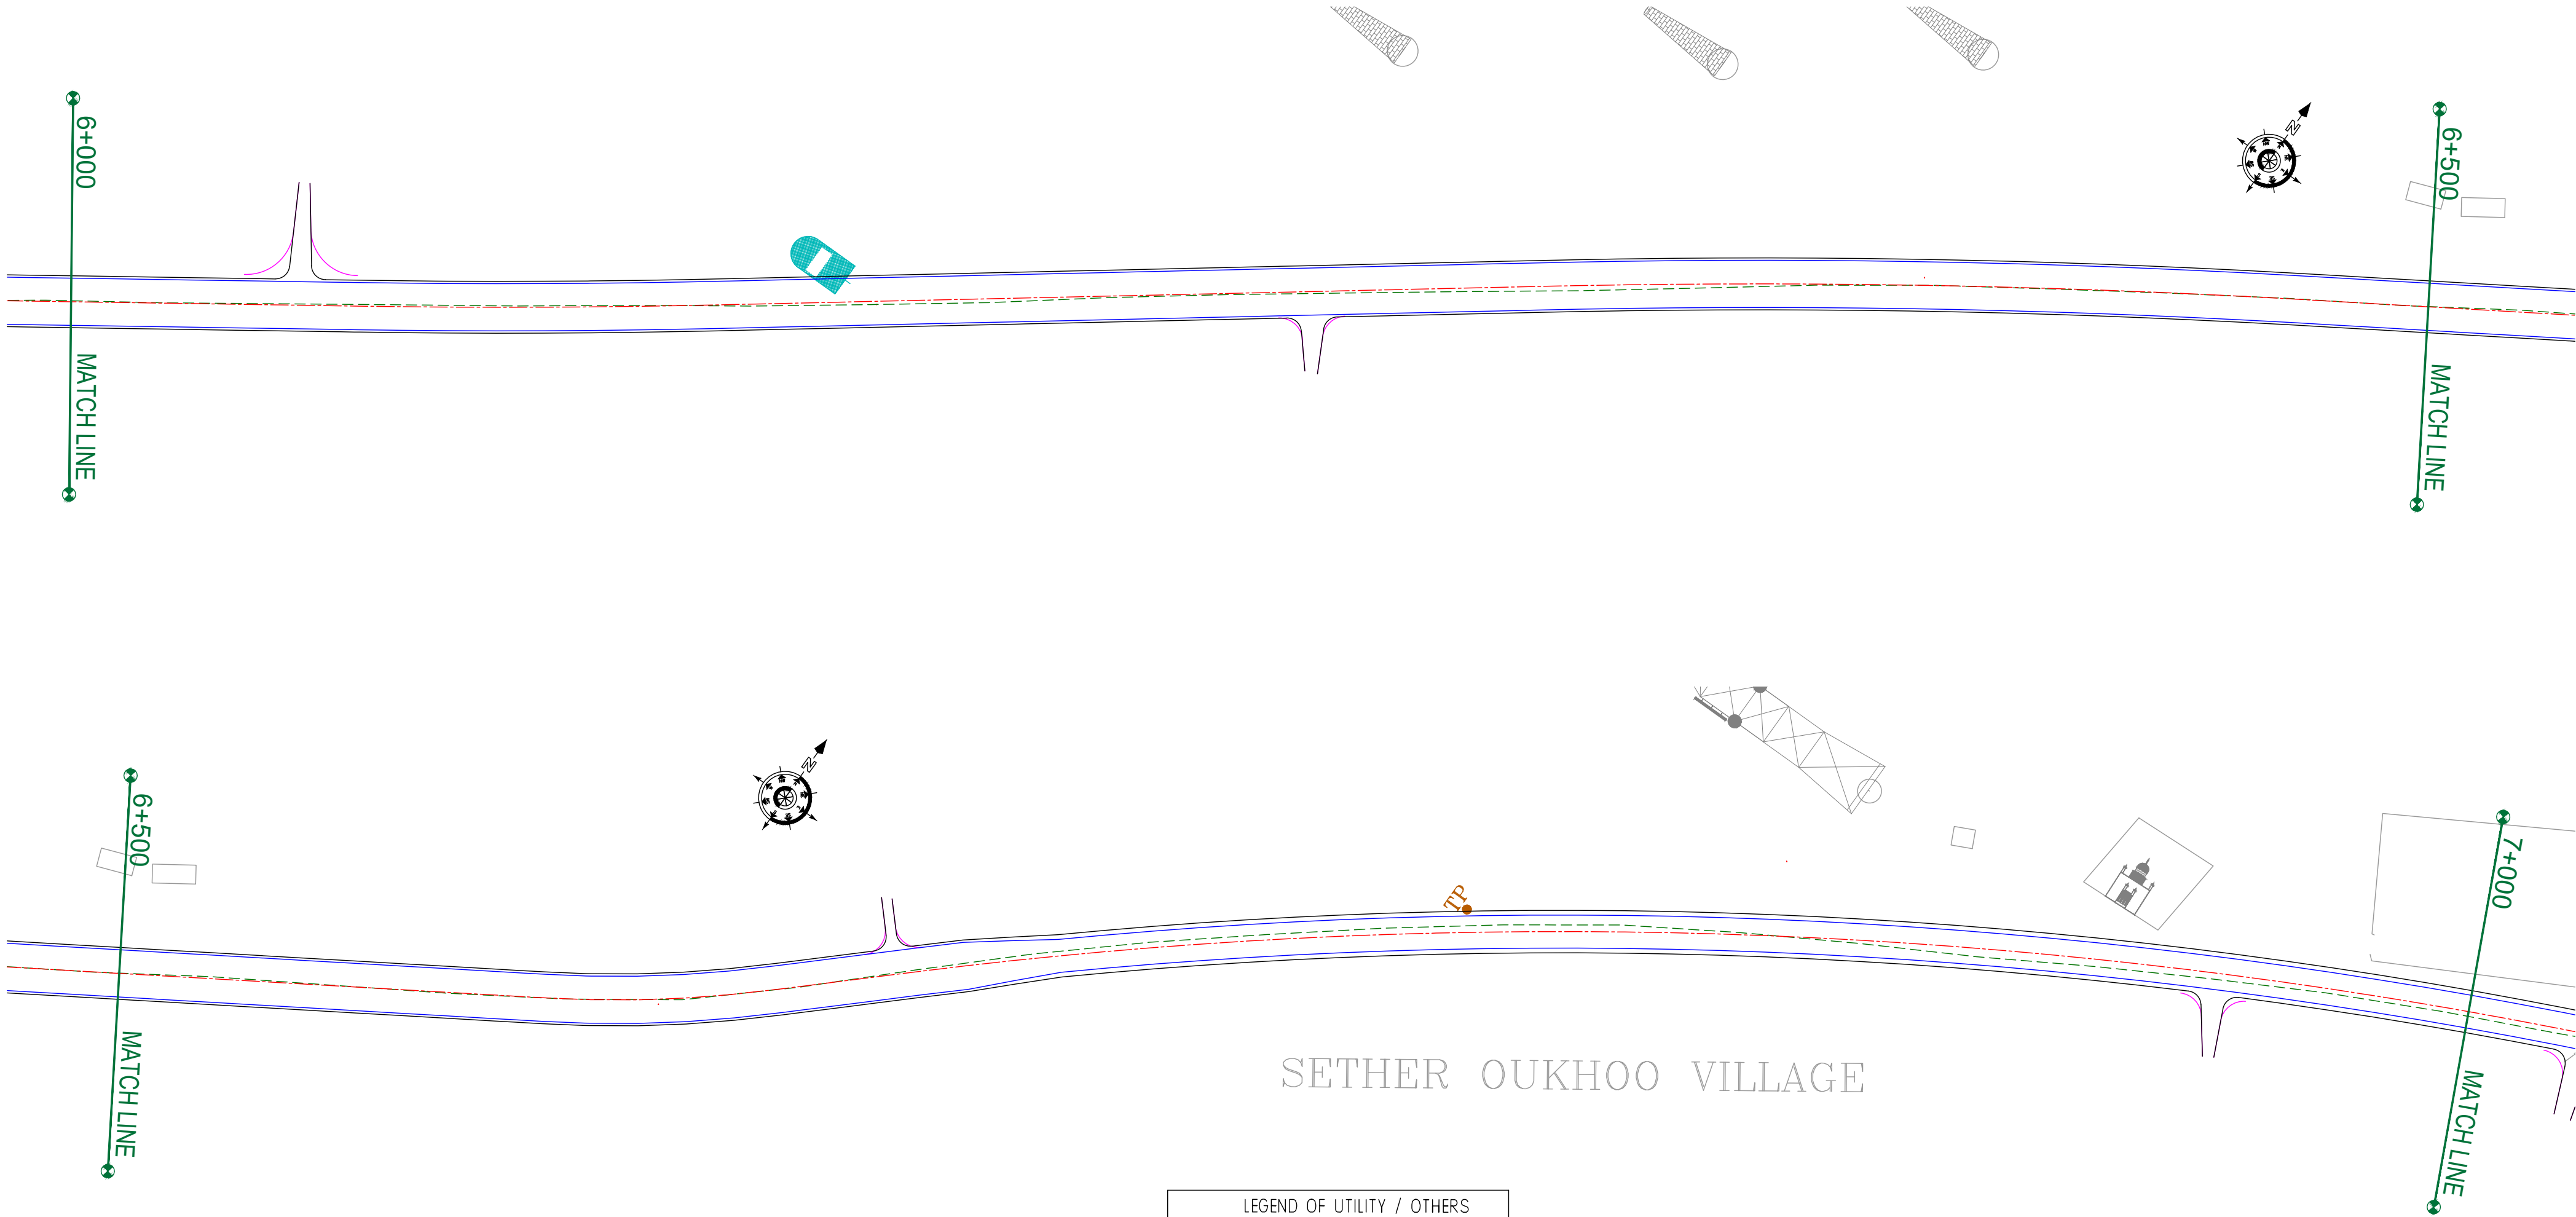 6+000
MATCH LINE
N
6+500
MATCH LINE
6+500
MATCH LINE
N
TP
7+000
MATCH LINE
SETHER OUKHOO VILLAGE
LEGEND OF UTILITY / OTHERS